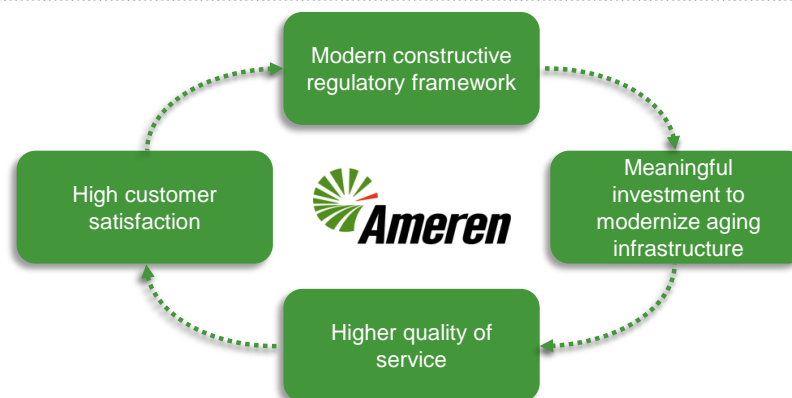 Modern constructive
regulatory framework
High customer
satisfaction
Ameren
Meaningful
investment to
modernize aging
infrastructure
Higher quality of
service